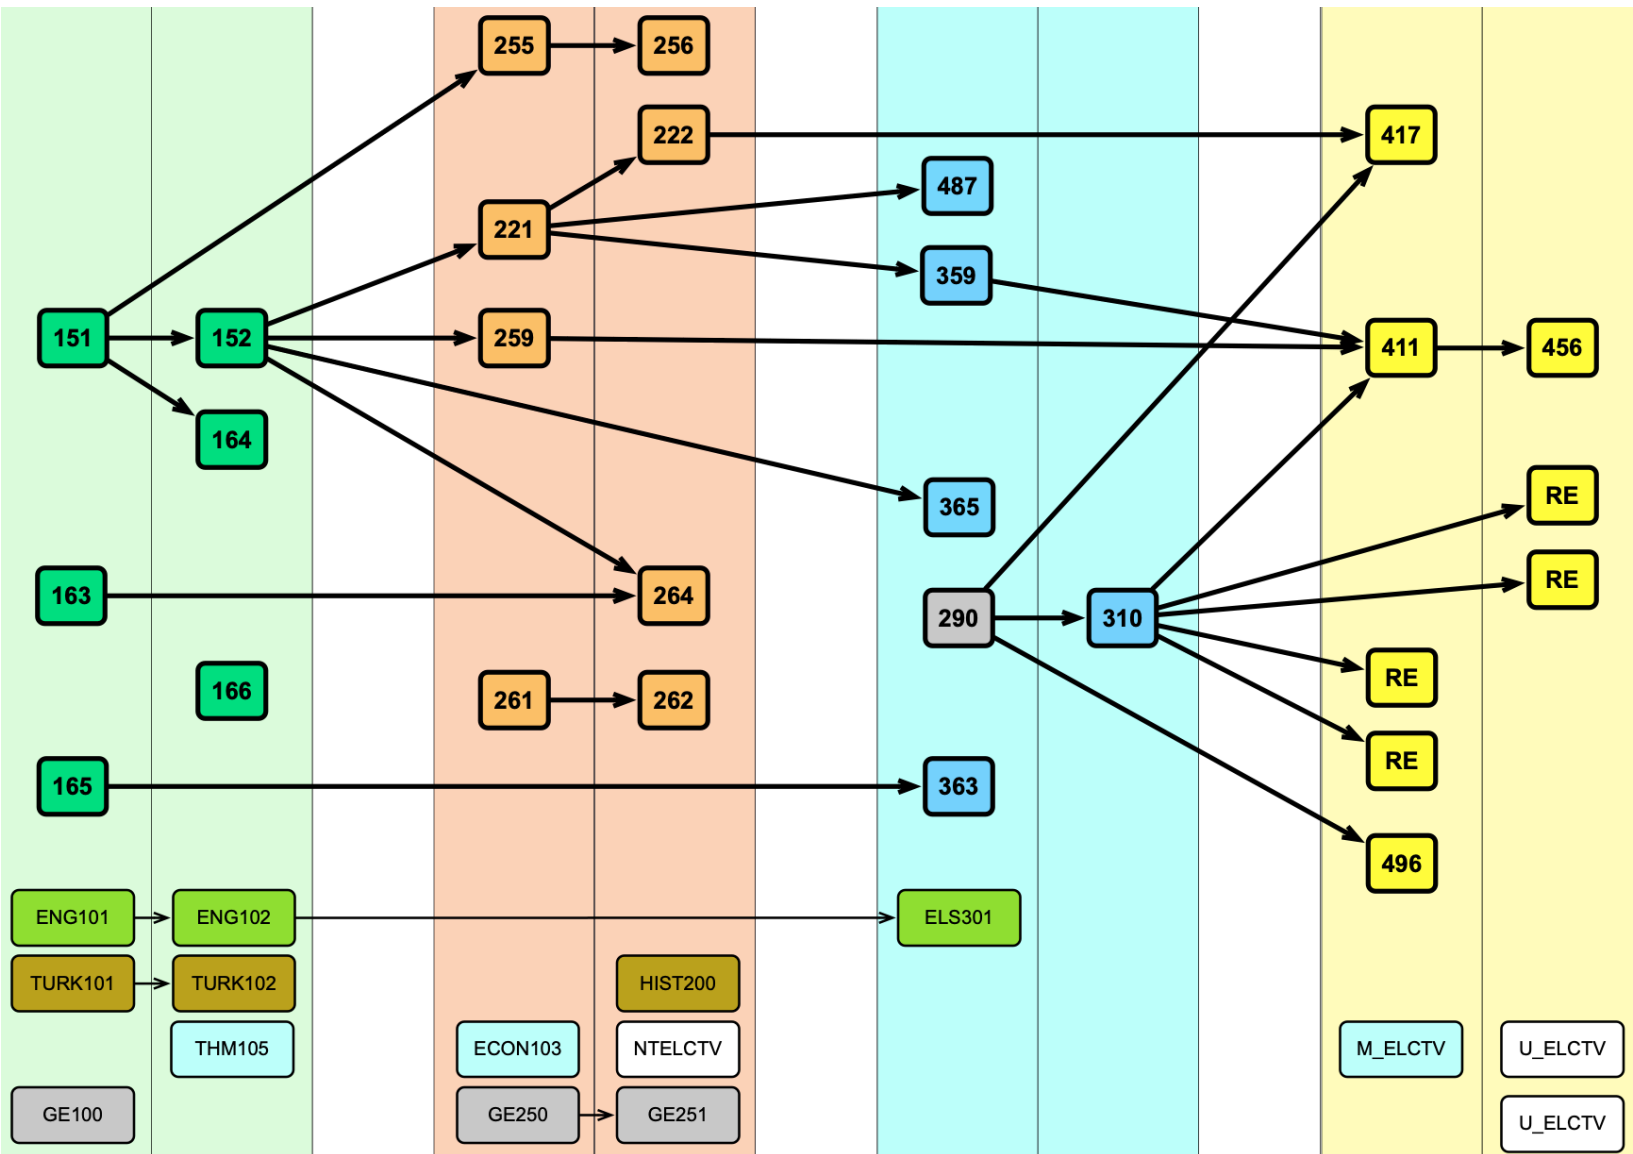 255
256
222
417
487
221
359
151
152
259
411
456
164
RE
365
RE
163
264
290
310
RE
166
261
262
RE
165
363
496
ENG101
ENG102
ELS301
TURK101
TURK102
HIST200
THM105
ECON103
NTELCTV
M_ELCTV
U_ELCTV
GE100
GE250
GE251
U_ELCTV